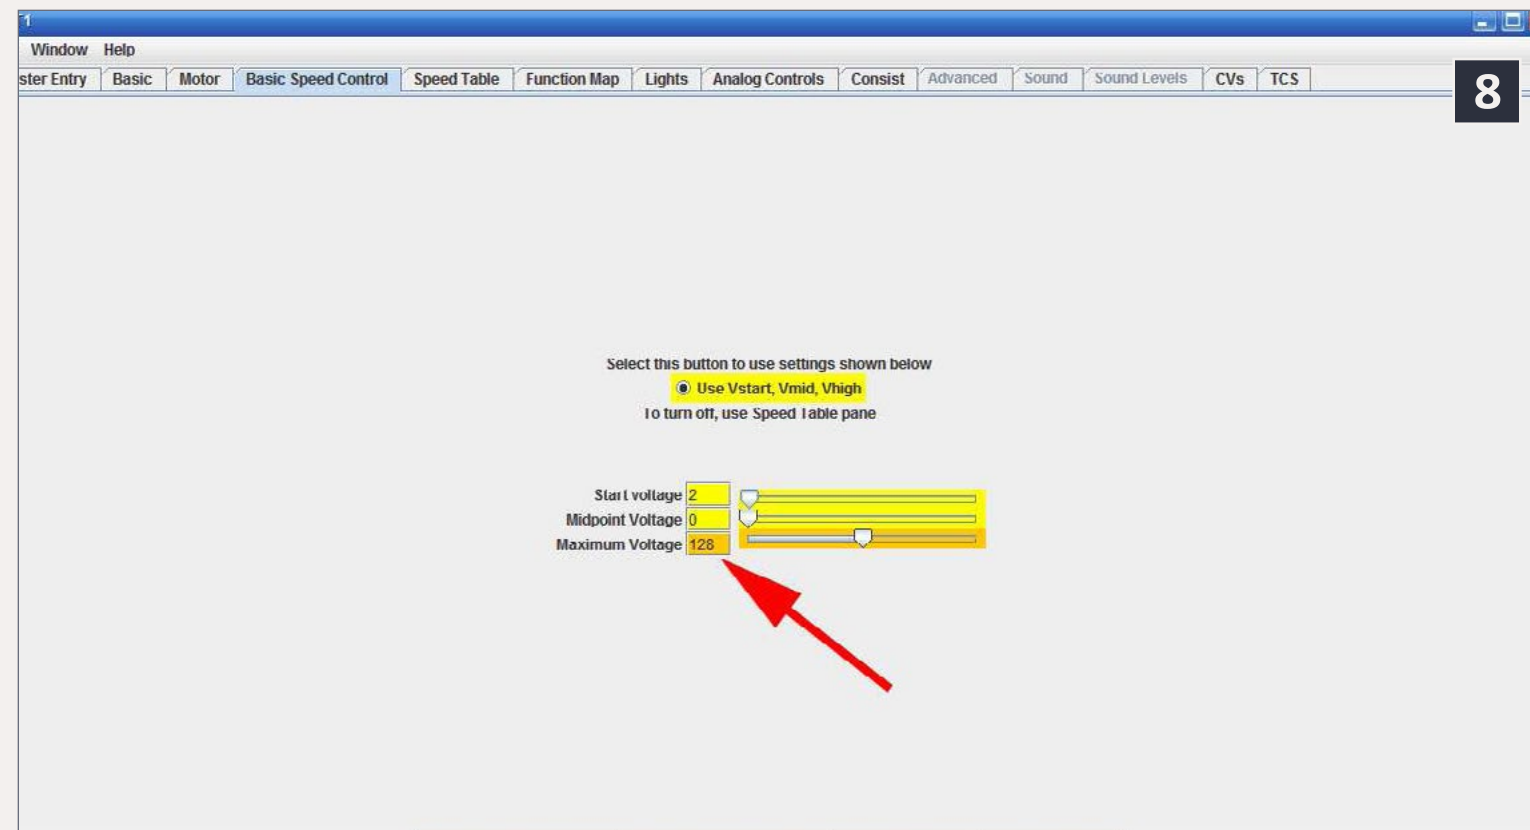 Window Help
ster Entry Basic Motor Basic Speed Control Speed Table Function Map Lights Analog Controls Consist Advanced Sound Sound Levels CVs TCS
8
Select this button to use settings shown below
Use Vstart, Vmid, Vhigh
To turn off, use Speed Table pane
Start voltage 2
Midpoint Voltage 0
Maximum Voltage 128